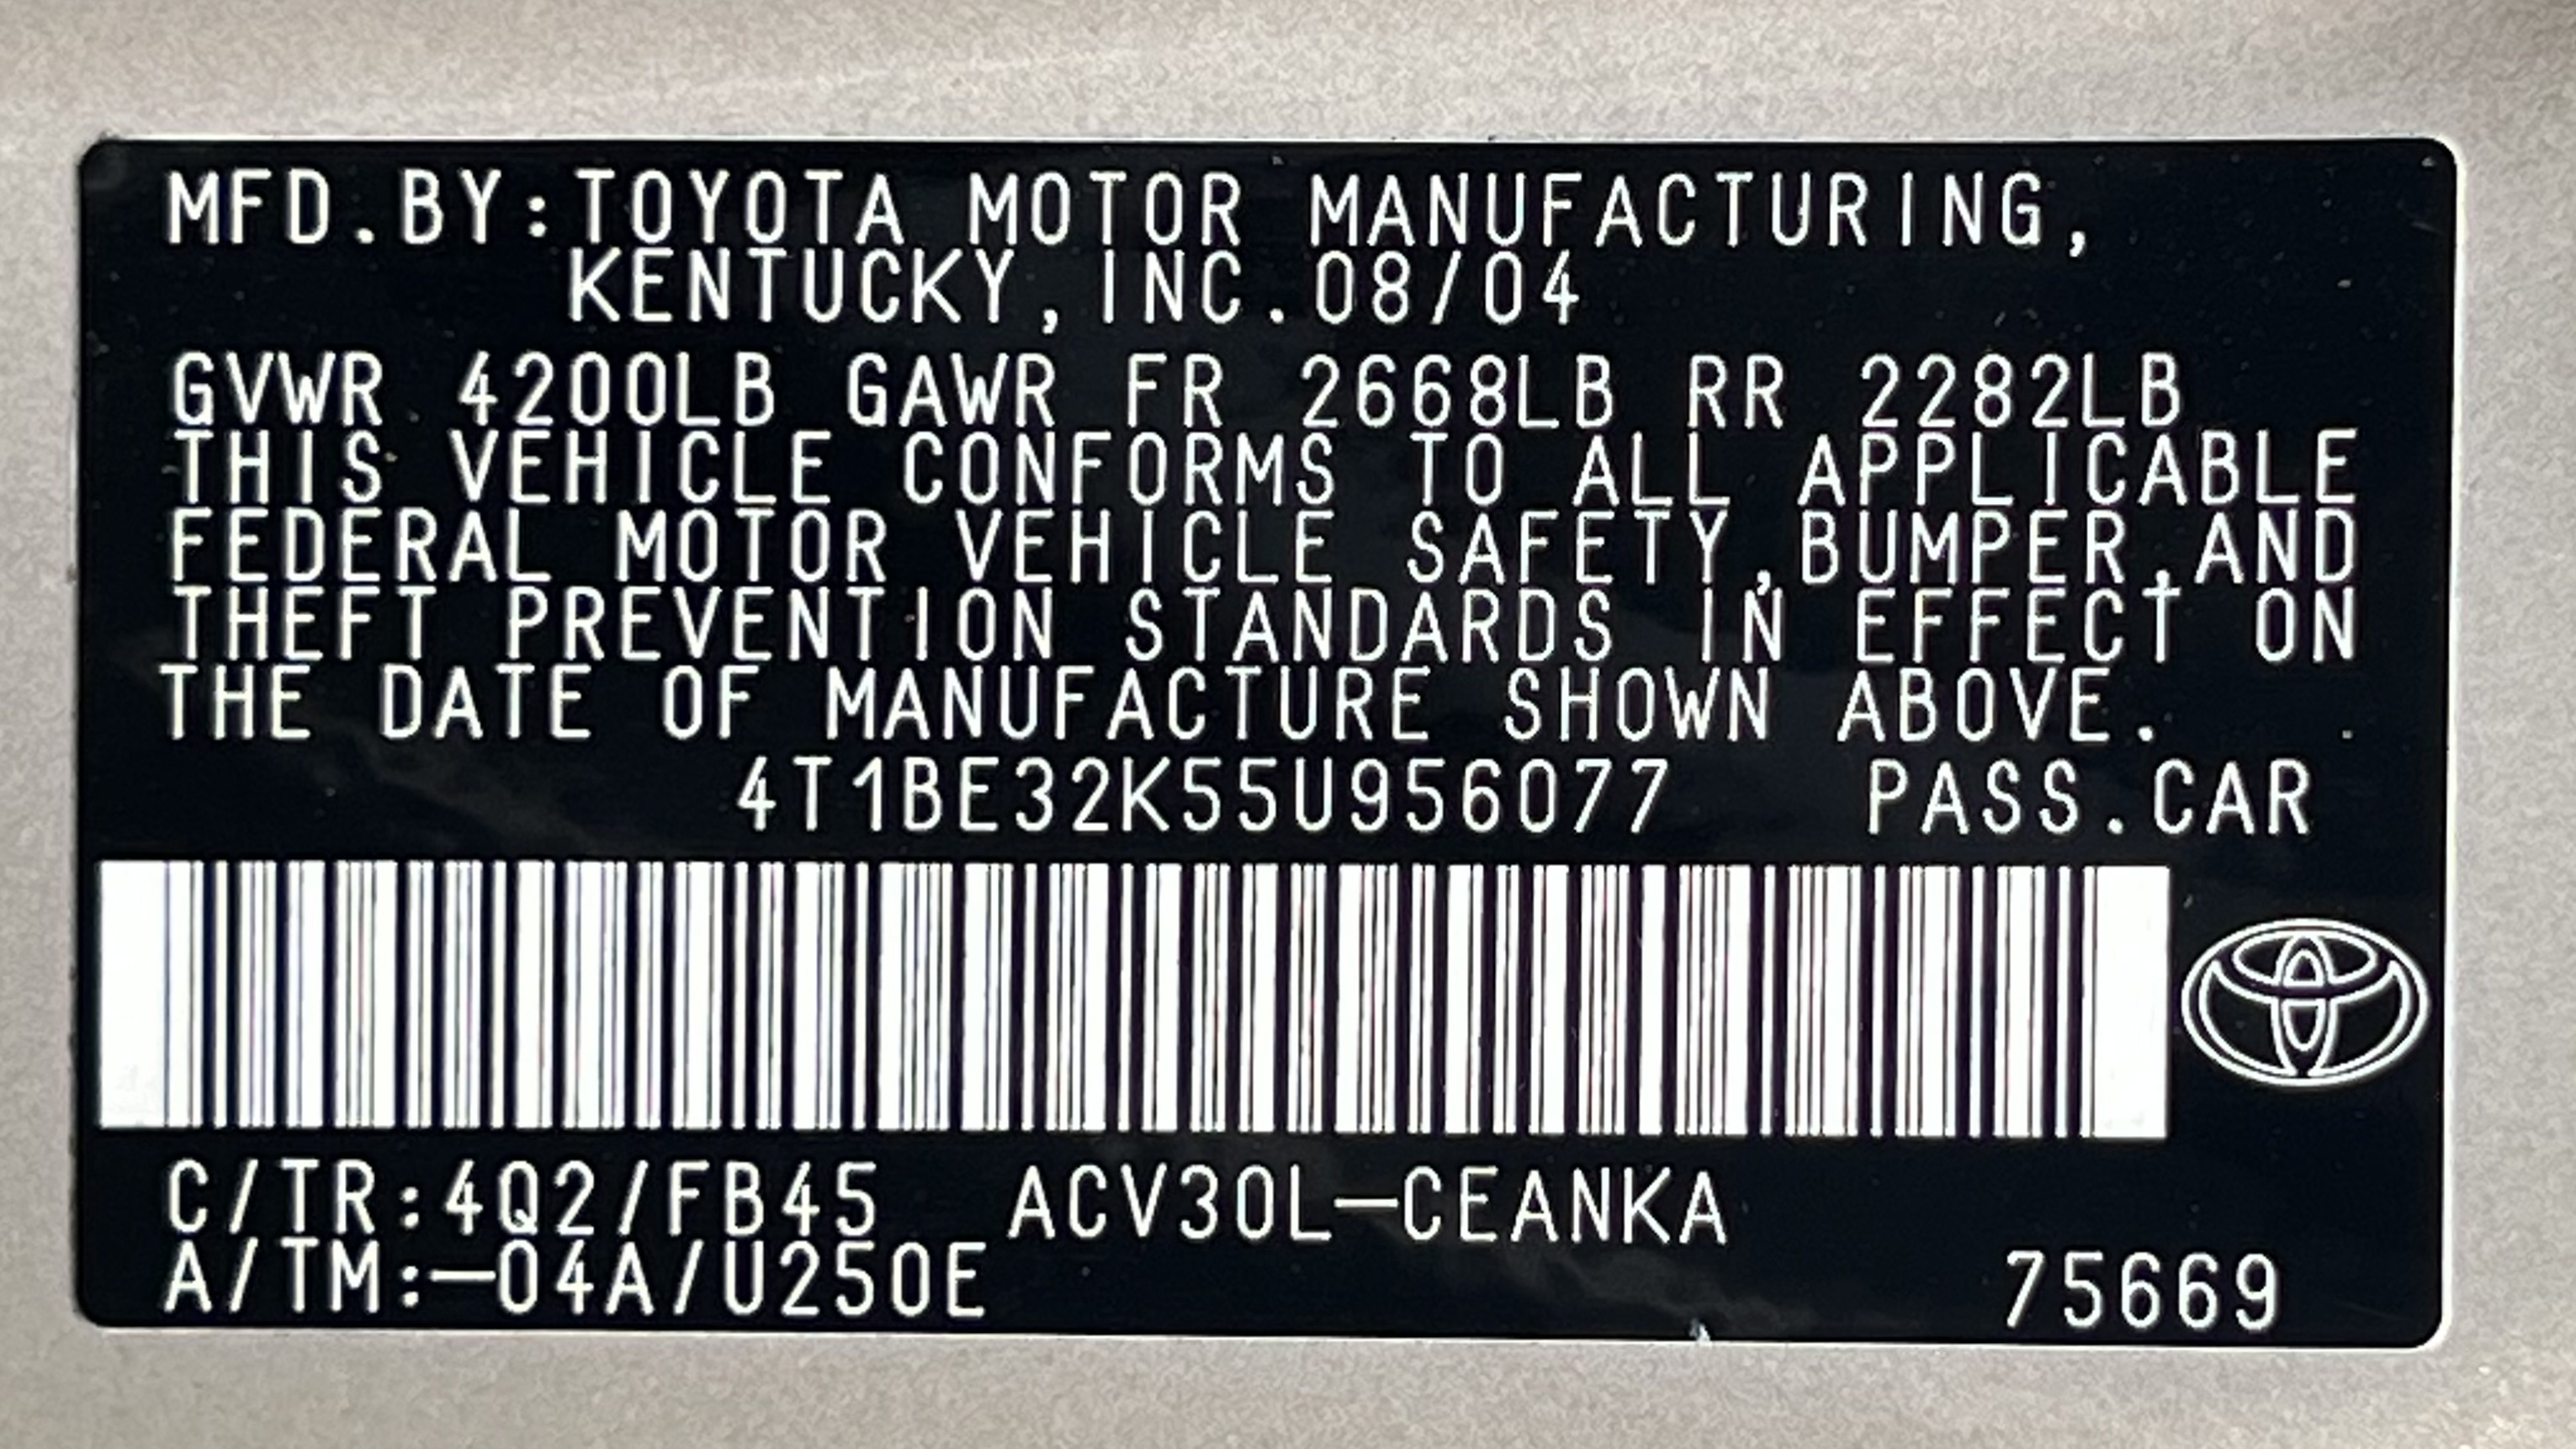 MFD.BY:TOYOTA MOTOR MANUFACTURING,
KENTUCKY,INC.08/04
GVWR 4200LB GAWR FR 2668LB RR 2282LB
THIS VEHICLE CONFORMS TO ALL APPLICABLE
FEDERAL MOTOR VEHICLE SAFETY,BUMPER,AND
THEFT PREVENTION STANDARDS IN EFFECT ON
THE DATE OF MANUFACTURE SHOWN ABOVE.
4T1BE32K55U956077 PASS.CAR
C/TR:4Q2/FB45 ACV30L-CEANKA
A/TM:-04A/U250E
75669